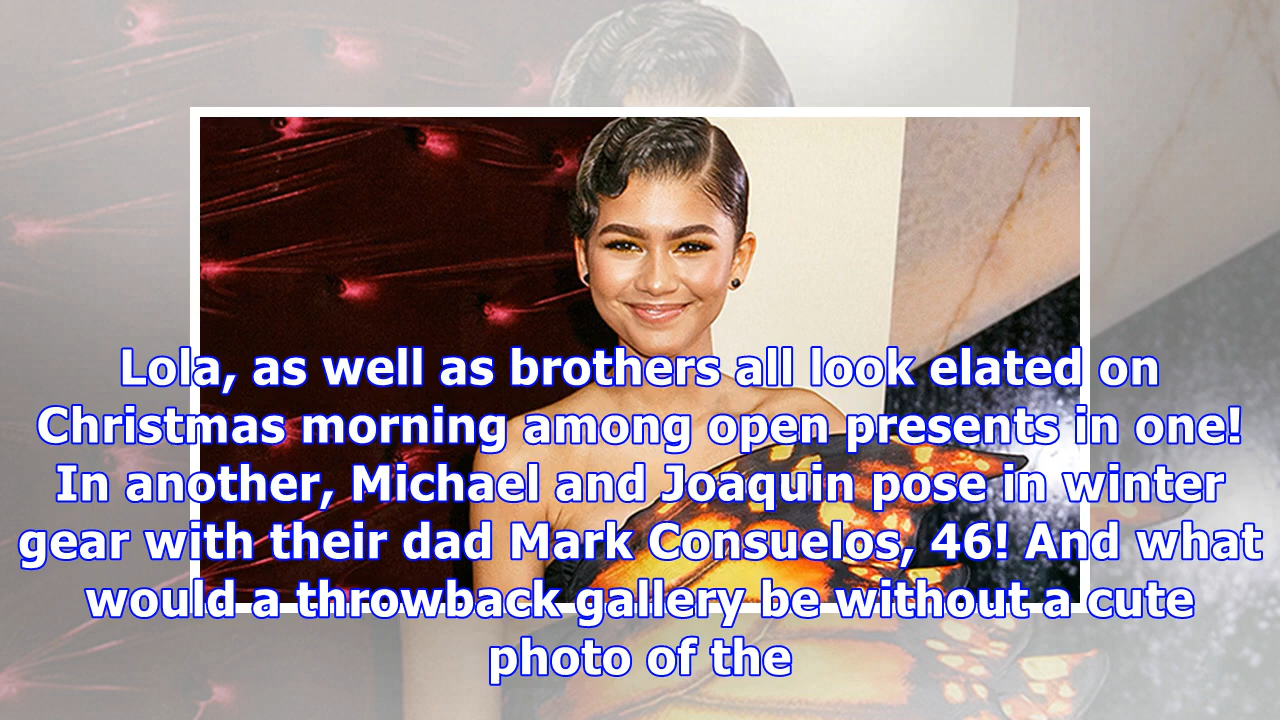 Lola, as well as brothers all look elated on
Christmas morning among open presents in one!
In another, Michael and Joaquin pose in winter
gear with their dad Mark Consuelos, 46! And what
would a throwback gallery be without a cute
photo of the